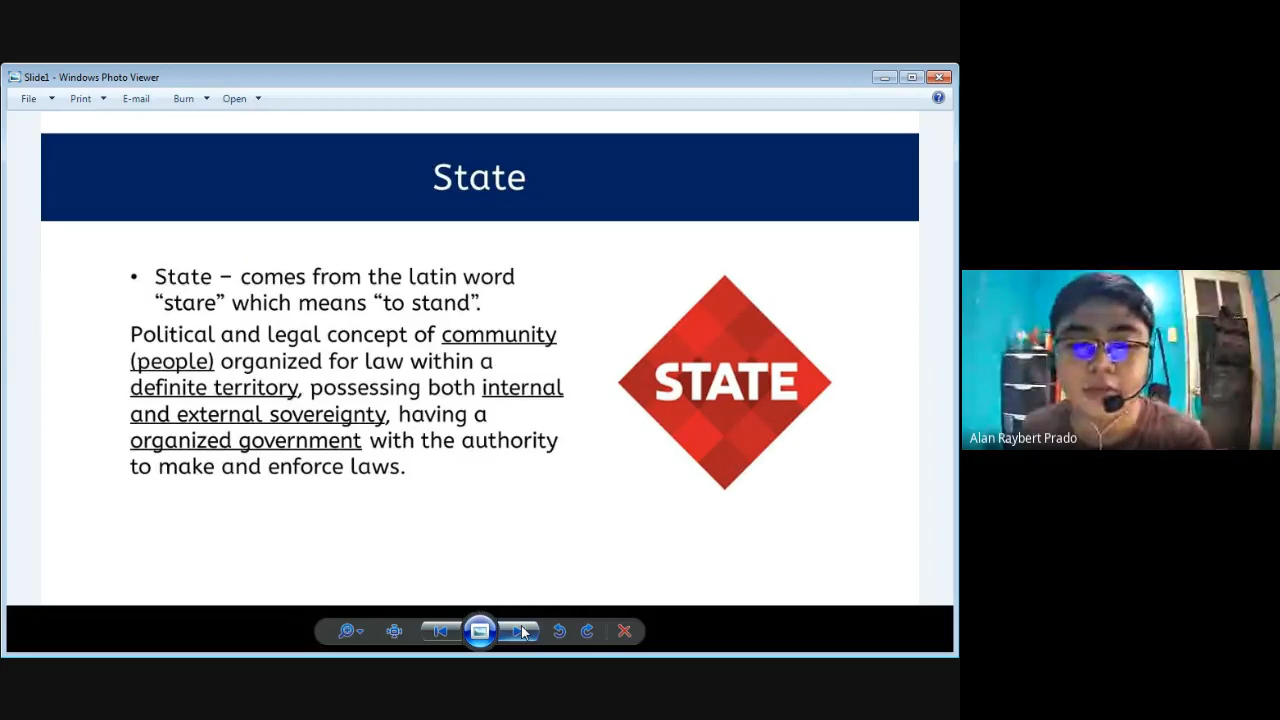 Slide1 - Windows Photo Viewer
File Print E-mail Burn Open
State
• State – comes from the latin word
“stare” which means “to stand”.
Political and legal concept of community
(people) organized for law within a
definite territory, possessing both internal
and external sovereignty, having a
organized government with the authority
to make and enforce laws.
STATE
Alan Raybert Prado